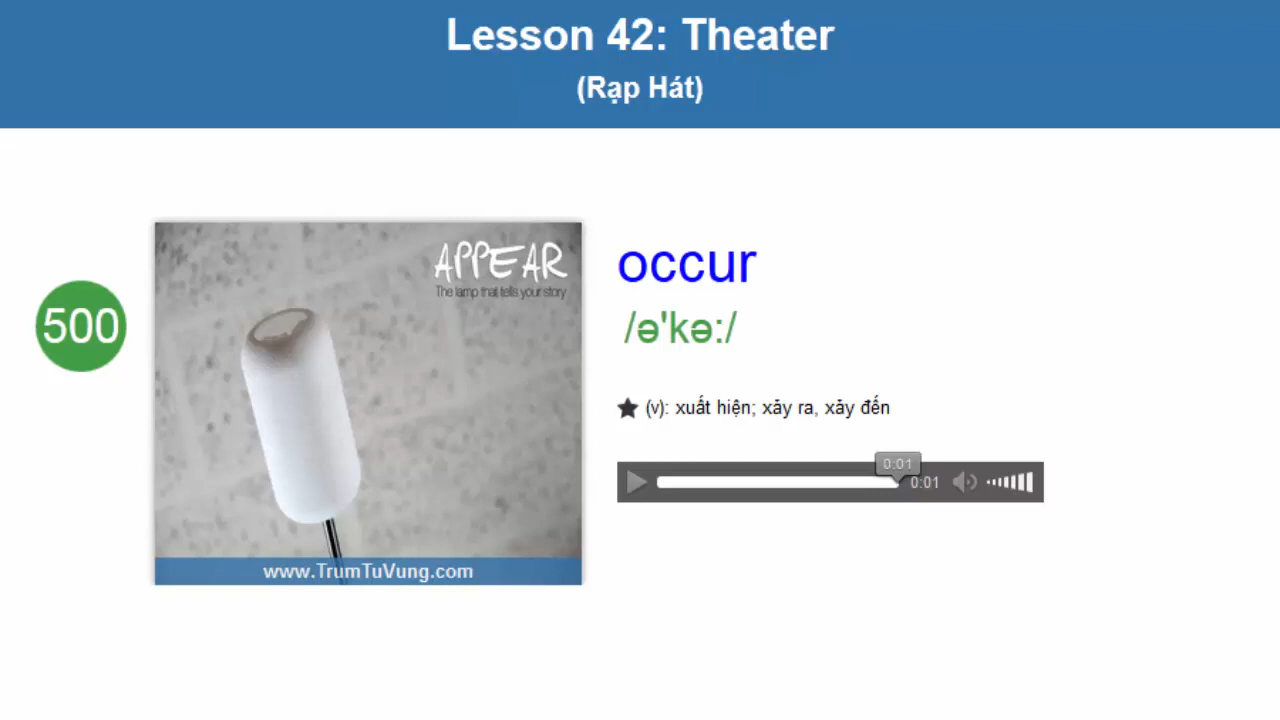 Lesson 42: Theater
(Rạp Hát)
500
APPEAR
The lamp that tells your story
www.TrumTuVung.com
occur
/ə'kə:/
(v): xuất hiện; xảy ra, xảy đến
0:01
0:01